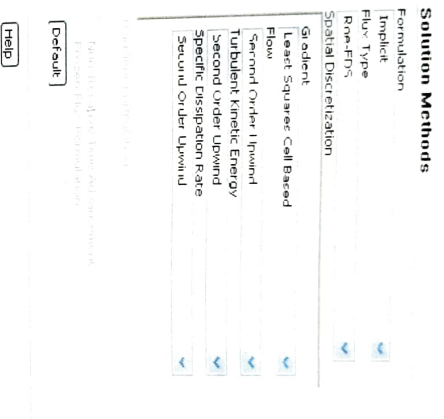 Solution Methods
Formulation
Implicit
Flux Type
Roe-FDS
Spatial Discretization
Gradient
Least Squares Cell Based
Flow
Second Order Upwind
Turbulent Kinetic Energy
Second Order Upwind
Specific Dissipation Rate
Second Order Upwind
Default
Help